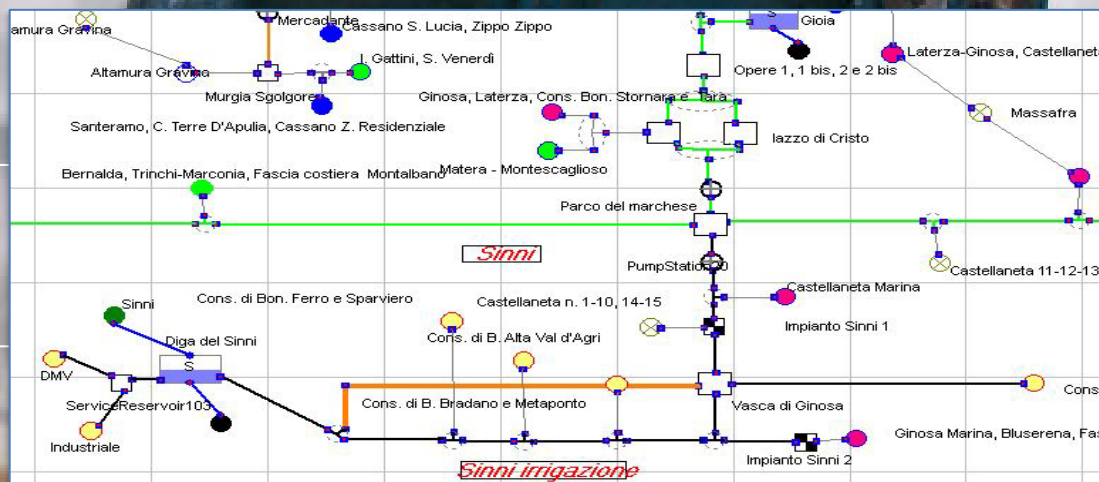 Mercadante
Cassano S. Lucia, Zippo Zippo
S
Gioia
amura Gravina
I. Gattini, S. Venerdi
Altamura Gravina
Laterza-Ginosa, Castellaneta
Opere 1, 1 bis, 2 e 2 bis
Murgia Sgolgore
Ginosa, Laterza, Cons. Bon. Stornara e Tara
Massafra
Santeramo, C. Terre D'Apulia, Cassano Z. Residenziale
Iazzo di Cristo
Bernalda, Trinchi-Marconia, Fascia costiera Montalbano
Matera - Montescaglioso
Parco del marchese
Sinni
PumpStation20
Castellaneta 11-12-13
Castellaneta Marina
Sinni
Cons. di Bon. Ferro e Sparviero
Castellaneta n. 1-10, 14-15
Impianto Sinni 1
Diga del Sinni
Cons. di B. Alta Val d'Agri
S
DMV
Cons
ServiceReservoir103
Cons. di B. Bradano e Metaponto
Vasca di Ginosa
Ginosa Marina, Bluserena, Fas
Industriale
Impianto Sinni 2
Sinni irrigazione